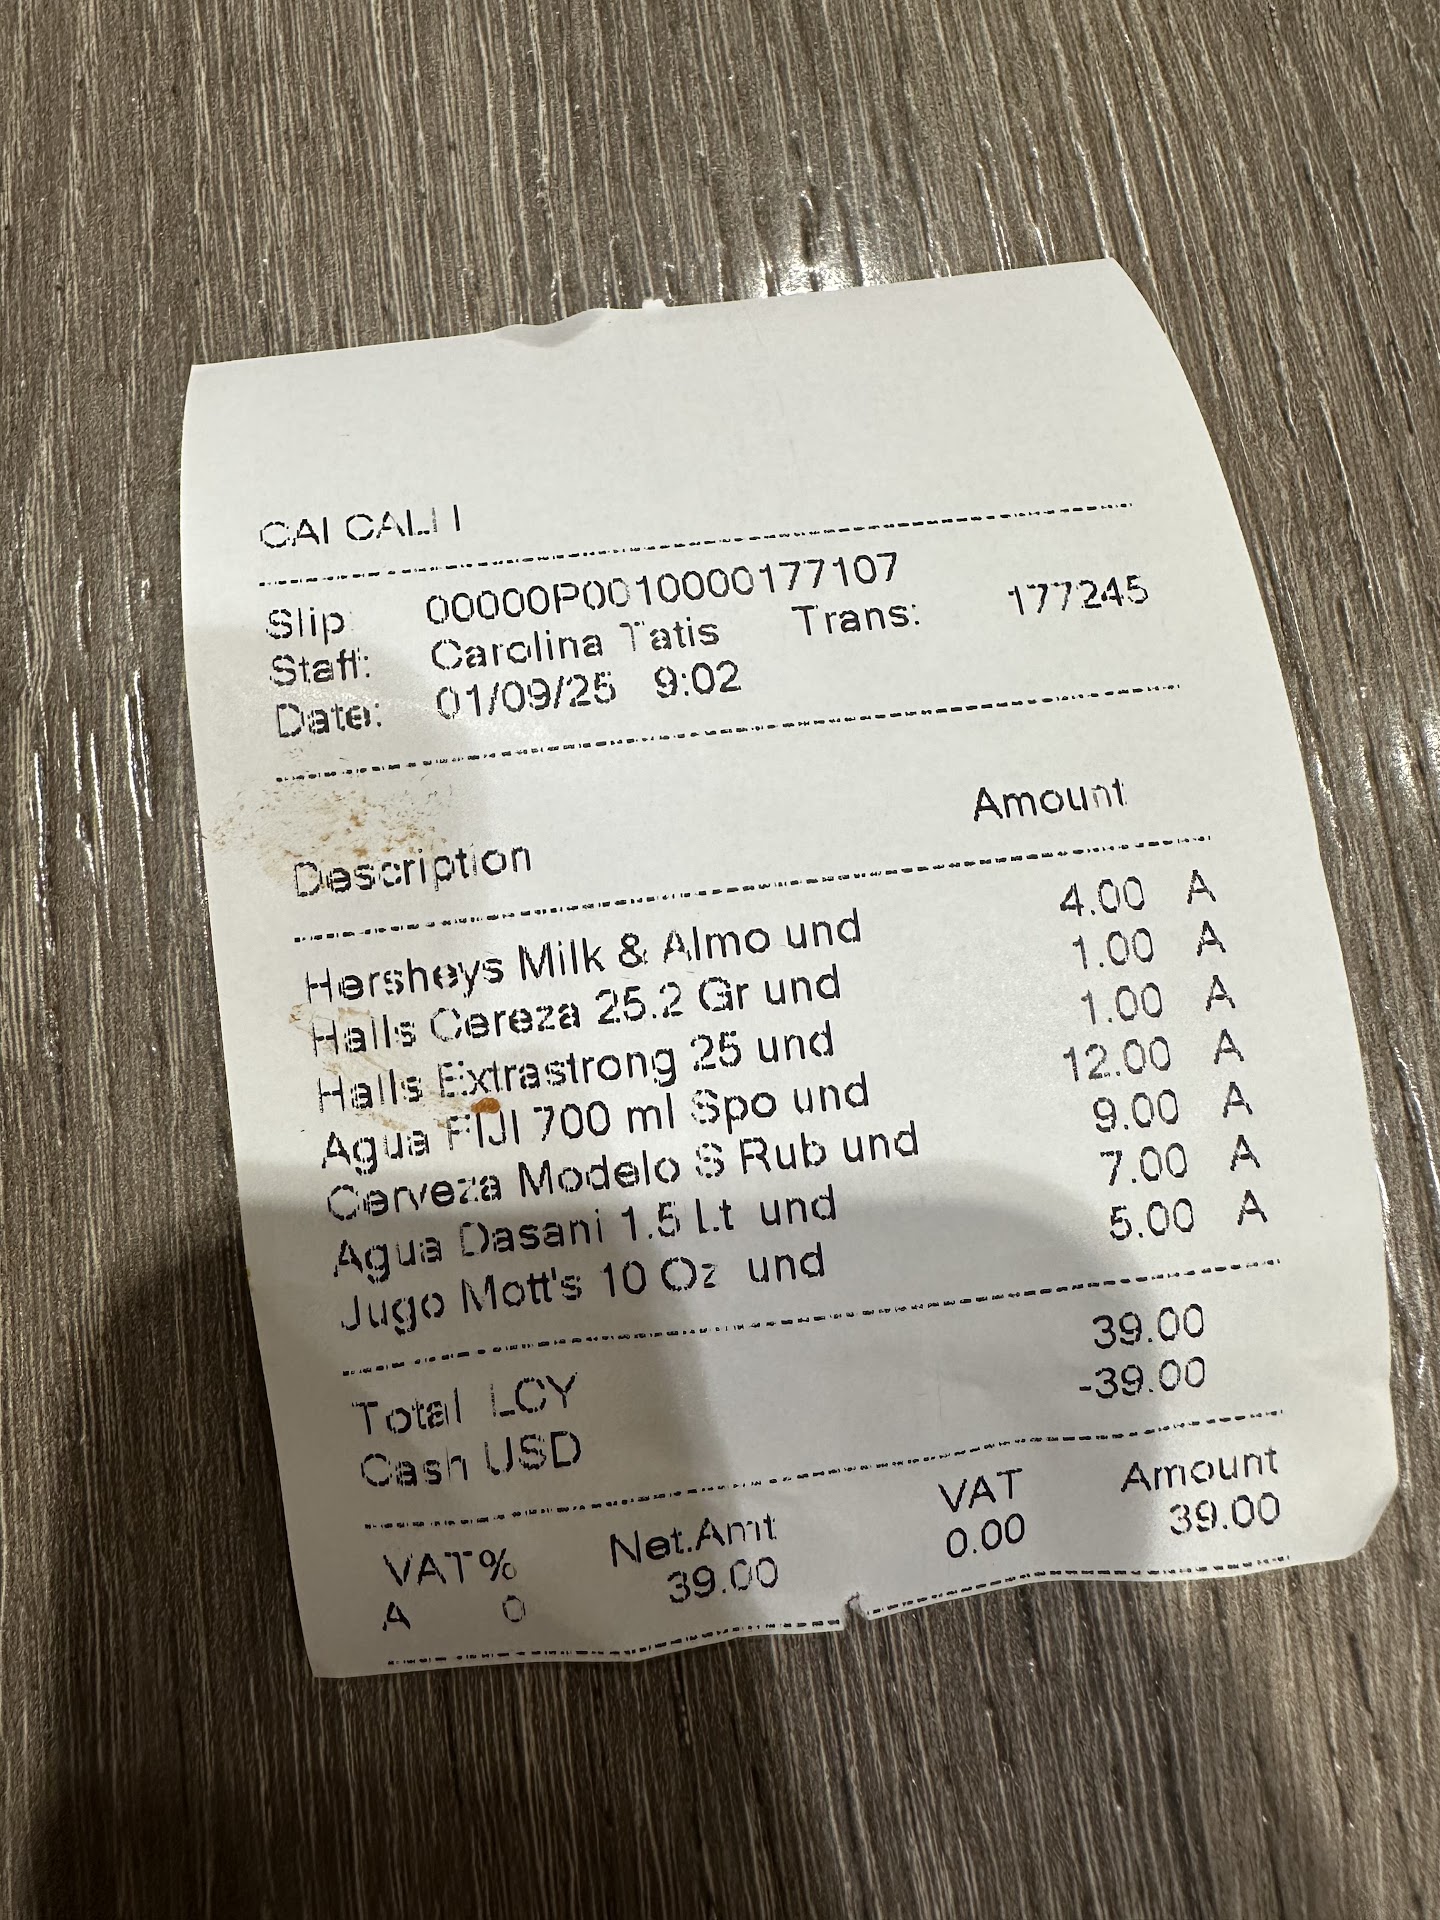 CAI CALI I
Slip: 00000P0010000177107
Staff: Carolina Tatis Trans: 177245
Date: 01/09/25 9:02
Description Amount
Hersheys Milk & Almo und 4.00 A
Halls Cereza 25.2 Gr und 1.00 A
Halls Extrastrong 25 und 1.00 A
Agua FIJI 700 ml Spo und 12.00 A
Cerveza Modelo S Rub und 9.00 A
Agua Dasani 1.5 Lt und 7.00 A
Jugo Mott's 10 Oz und 5.00 A
Total LCY 39.00
Cash USD -39.00
VAT% Net.Amt VAT Amount
A 0 39.00 0.00 39.00